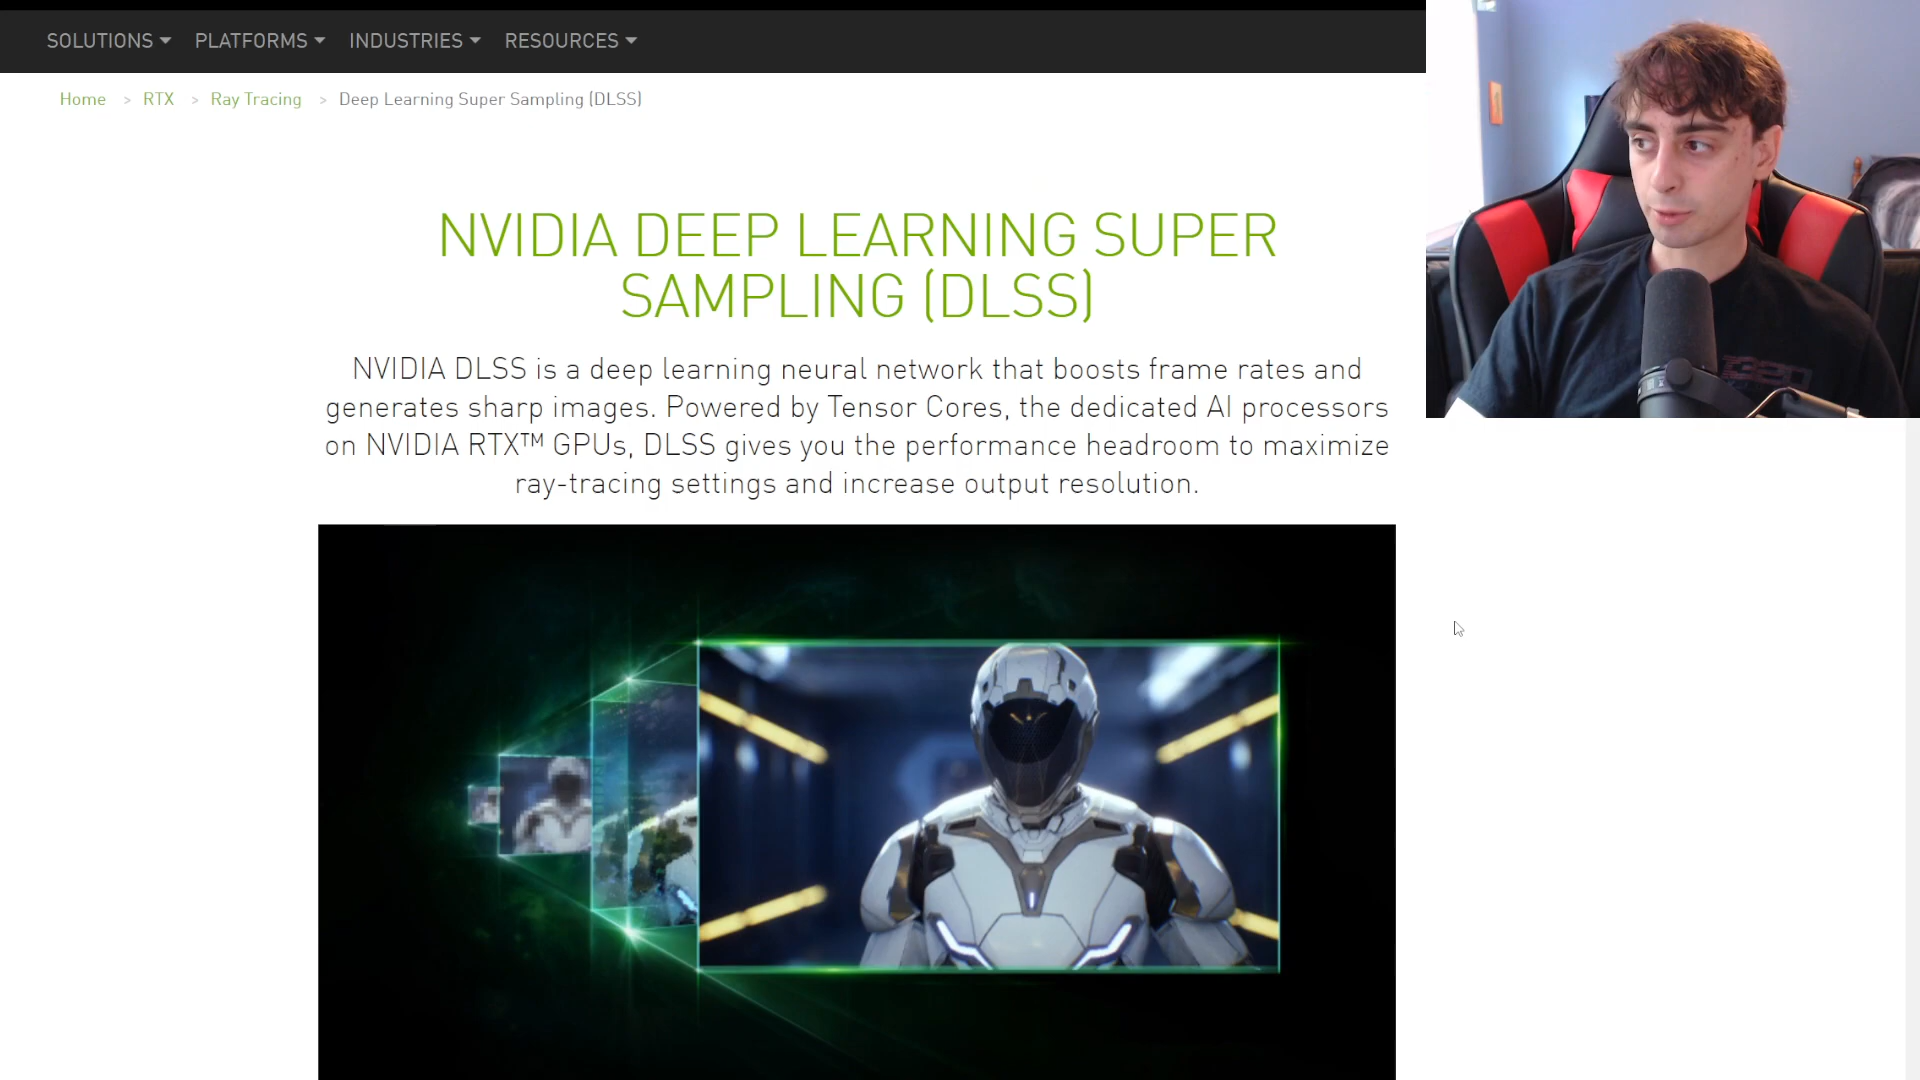 SOLUTIONS PLATFORMS INDUSTRIES RESOURCES
Home > RTX > Ray Tracing > Deep Learning Super Sampling (DLSS)
NVIDIA DEEP LEARNING SUPER
SAMPLING (DLSS)
NVIDIA DLSS is a deep learning neural network that boosts frame rates and
generates sharp images. Powered by Tensor Cores, the dedicated AI processors
on NVIDIA RTX™ GPUs, DLSS gives you the performance headroom to maximize
ray-tracing settings and increase output resolution.